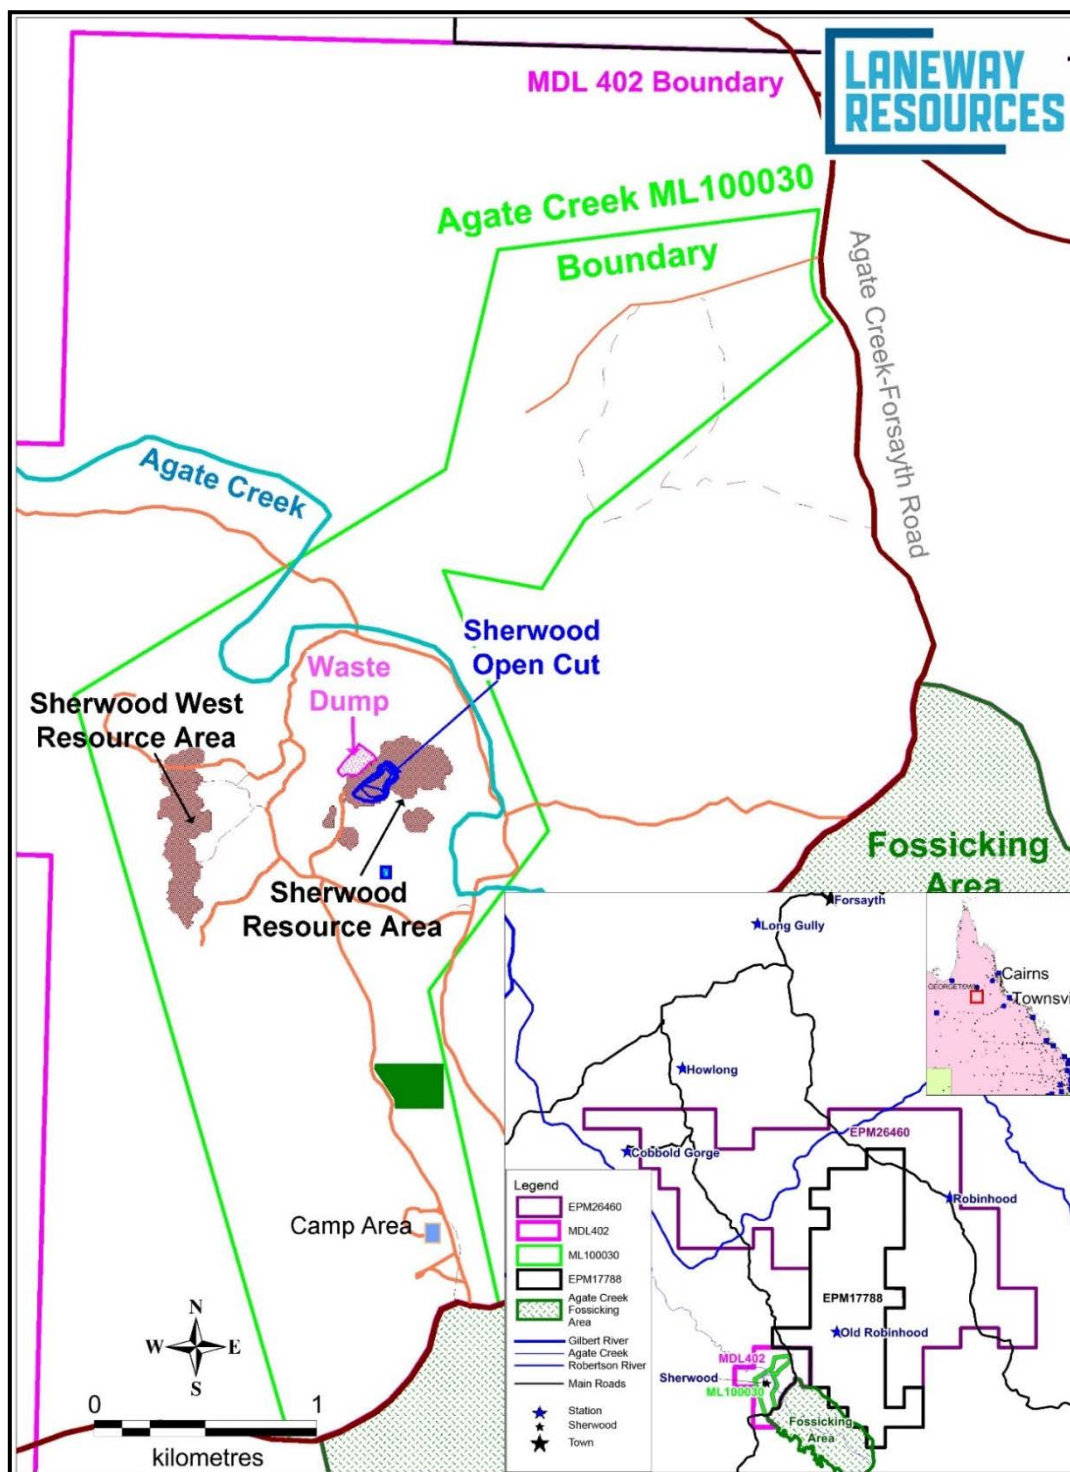 MDL 402 Boundary
LANEWAY
RESOURCES
Agate Creek ML100030
Boundary
Agate Creek-Forsayth Road
Agate Creek
Sherwood
Open Cut
Waste
Dump
Sherwood West
Resource Area
Sherwood
Resource Area
Fossicking
Area
Camp Area
N
W
E
S
0
1
kilometres
Forsayth
Long Gully
Howlong
Cobbold Gorge
EPM26460
Robinhood
EPM17788
Old Robinhood
MDL402
Sherwood
ML100030
Fossicking
Area
Cairns
GEORGETOWN
Townsvi
Legend
EPM26460
MDL402
ML100030
EPM17788
Agate Creek
Fossicking
Area
Gilbert River
Agate Creek
Robertson River
Main Roads
Station
Sherwood
Town